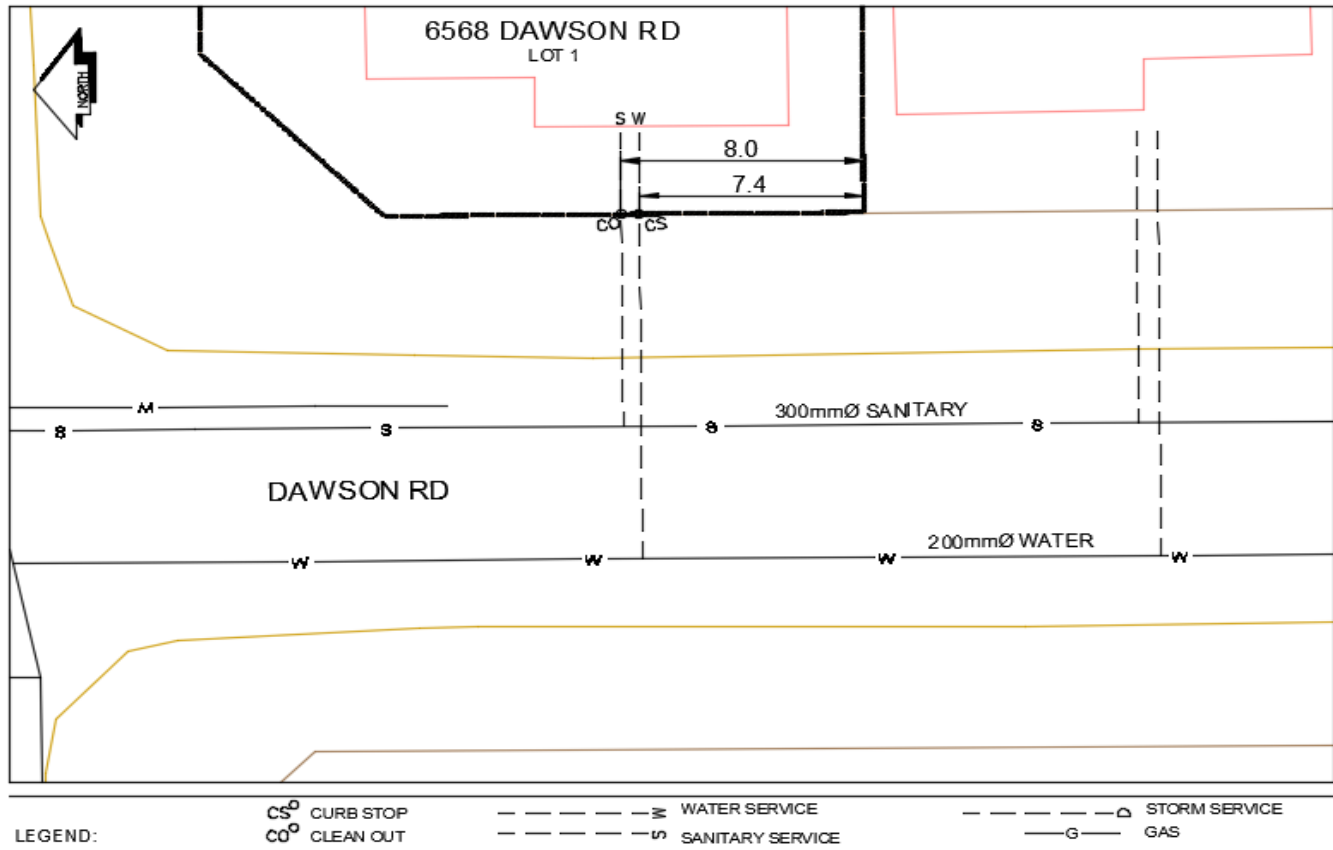 6568 DAWSON RD
LOT 1
NORTH
S W
8.0
7.4
CO CS
M
300mmØ SANITARY
S S S S
DAWSON RD
200mmØ WATER
W W W W
CS CURB STOP
W WATER SERVICE
D STORM SERVICE
LEGEND:
CO CLEAN OUT
S SANITARY SERVICE
G GAS